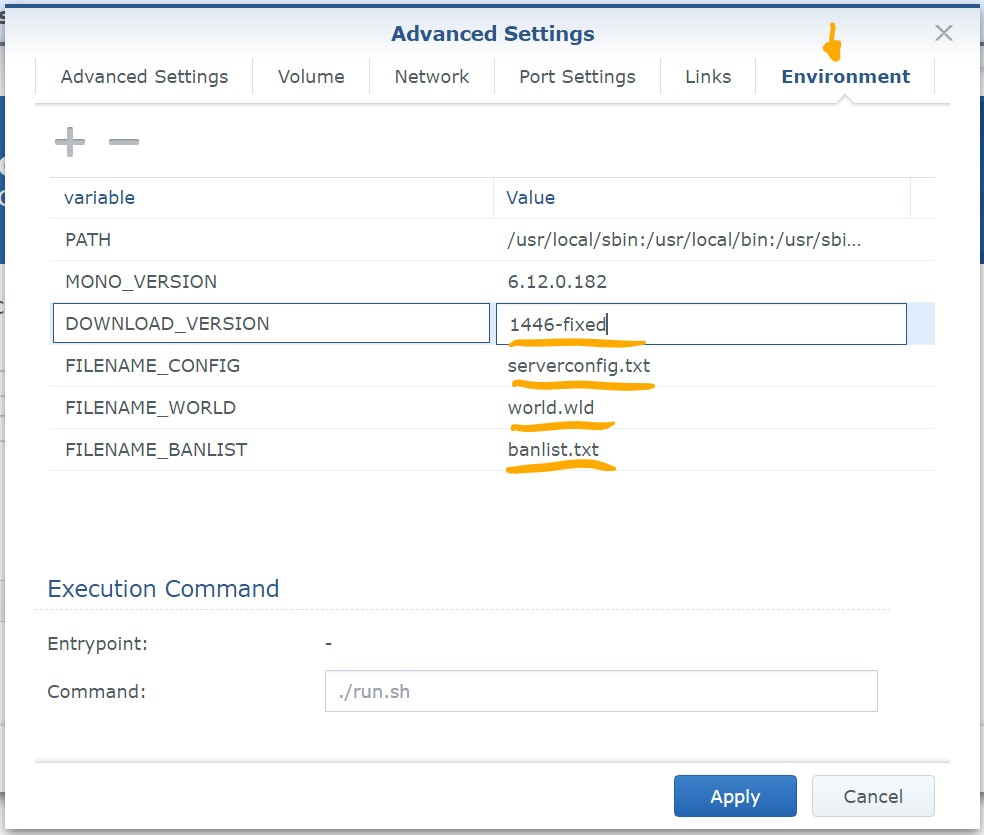 Advanced Settings
Advanced Settings Volume Network Port Settings Links Environment
variable Value
PATH /usr/local/sbin:/usr/local/bin:/usr/sbi...
MONO_VERSION 6.12.0.182
DOWNLOAD_VERSION 1446-fixed
FILENAME_CONFIG serverconfig.txt
FILENAME_WORLD world.wld
FILENAME_BANLIST banlist.txt
Execution Command
Entrypoint: -
Command: ./run.sh
Apply Cancel